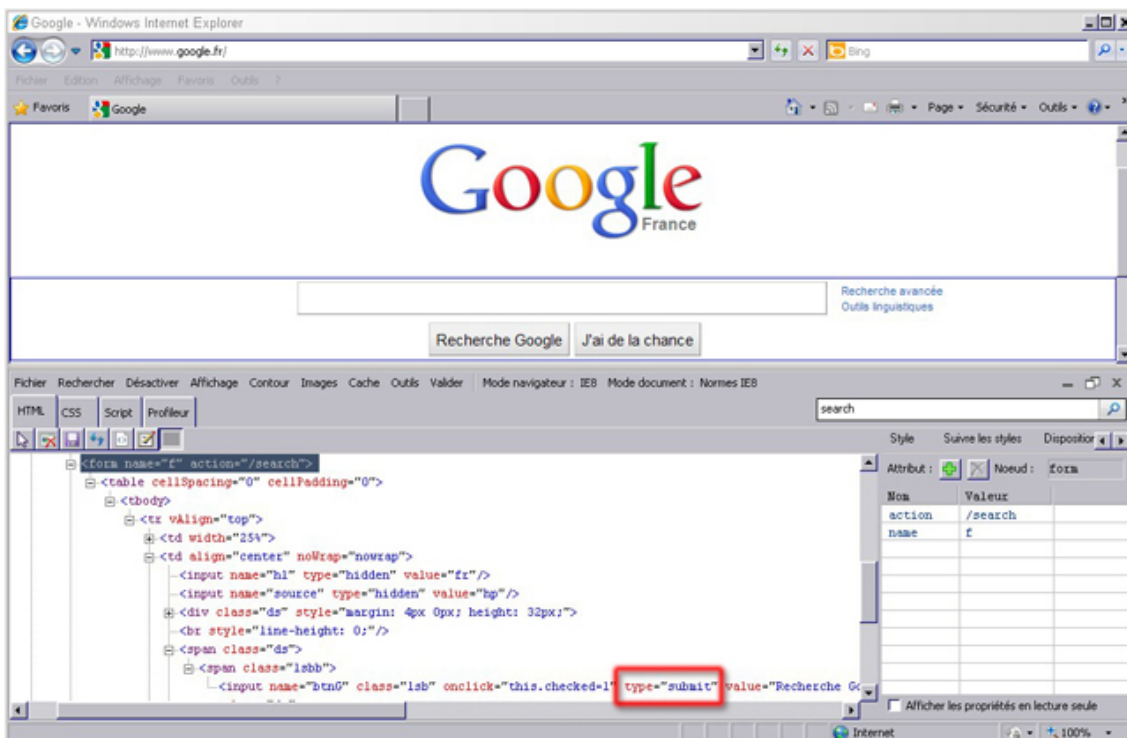 Google - Windows Internet Explorer
http://www.google.fr/
Bing
Fichier Edition Affichage Favoris Outils ?
Favoris
Google
Page
Sécurité
Outils
Google
France
Recherche avancée
Outils linguistiques
Recherche Google
J'ai de la chance
Fichier Rechercher Désactiver Affichage Contour Images Cache Outils Valider Mode navigateur : IE8 Mode document : Normes IE8
HTML CSS Script Profileur
search
Style Suivre les styles Disposition
<form name="f" action="/search">
<table cellSpacing="0" cellPadding="0">
<tbody>
<tr vAlign="top">
<td width="25%">
<td align="center" noWrap="nowrap">
<input name="hl" type="hidden" value="fr"/>
<input name="source" type="hidden" value="hp"/>
<div class="ds" style="margin: 4px 0px; height: 32px;">
<br style="line-height: 0;"/>
<span class="ds">
<span class="lsbb">
<input name="btnG" class="lsb" onclick="this.checked=1" type="submit" value="Recherche Go
Attribut : Noeud : form
Nom Valeur
action /search
name f
Afficher les propriétés en lecture seule
Internet
100%